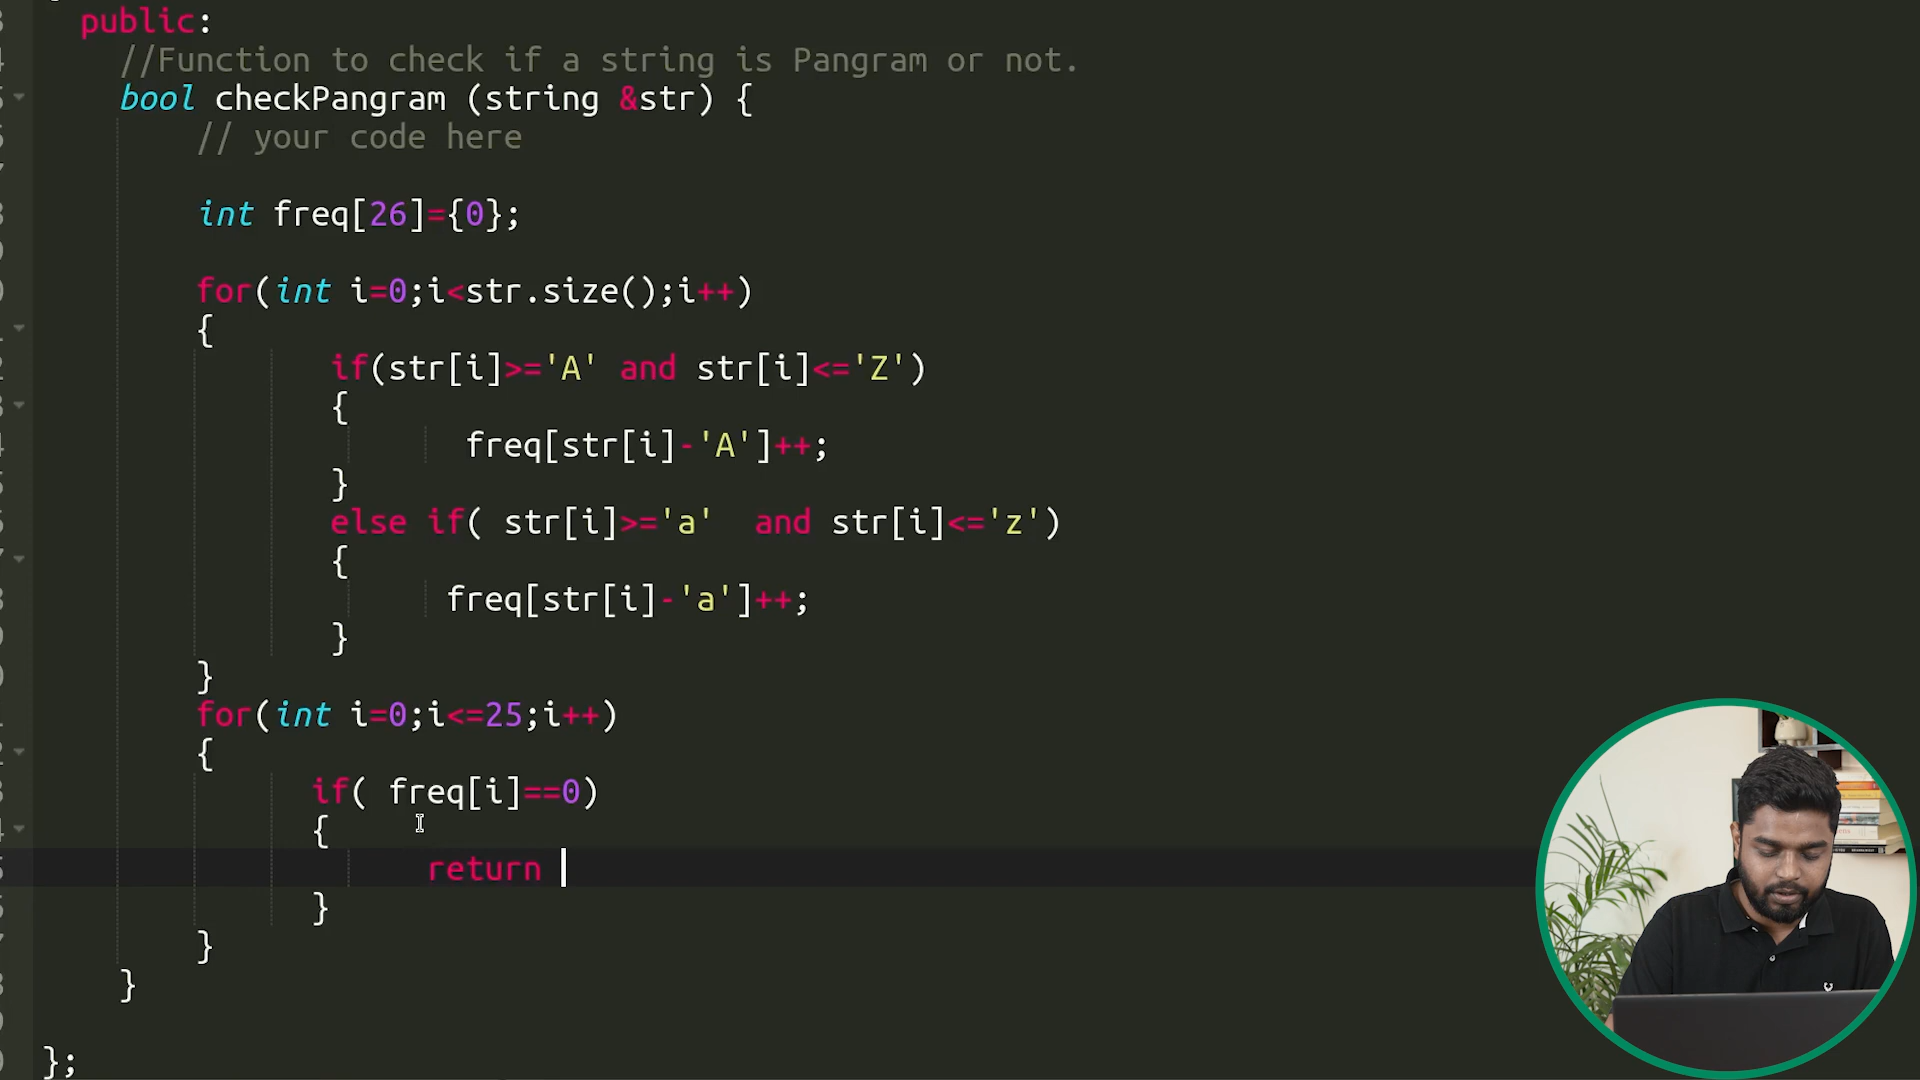 public:
//Function to check if a string is Pangram or not.
bool checkPangram (string &str) {
// your code here
int freq[26]={0};
for(int i=0;i<str.size();i++)
{
if(str[i]>='A' and str[i]<='Z')
{
freq[str[i]-'A']++;
}
else if( str[i]>='a'  and str[i]<='z')
{
freq[str[i]-'a']++;
}
}
for(int i=0;i<=25;i++)
{
if( freq[i]==0)
{
return
}
}
}
};